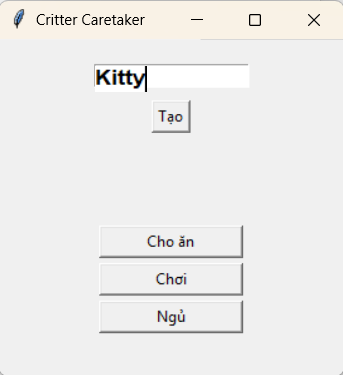 Critter Caretaker
Kitty
Tạo
Cho ăn
Chơi
Ngủ